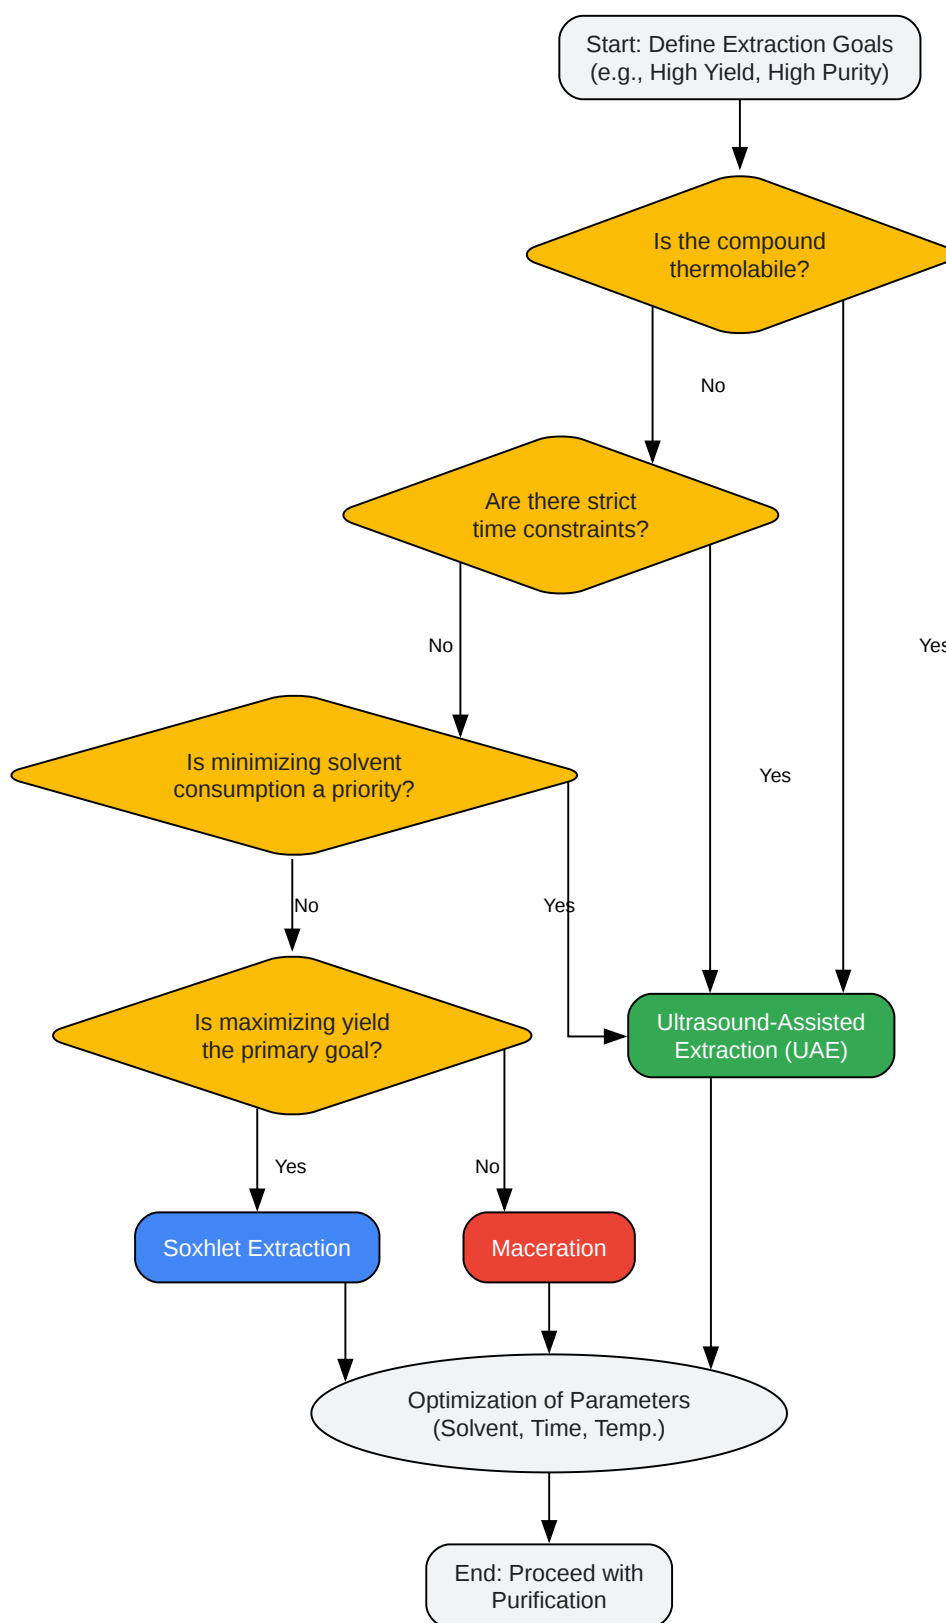 Start: Define Extraction Goals
(e.g., High Yield, High Purity)
Is the compound
thermolabile?
No
Are there strict
time constraints?
No
Yes
Is minimizing solvent
consumption a priority?
Yes
No
Yes
Is maximizing yield
the primary goal?
Ultrasound-Assisted
Extraction (UAE)
Yes
No
Soxhlet Extraction
Maceration
Optimization of Parameters
(Solvent, Time, Temp.)
End: Proceed with
Purification